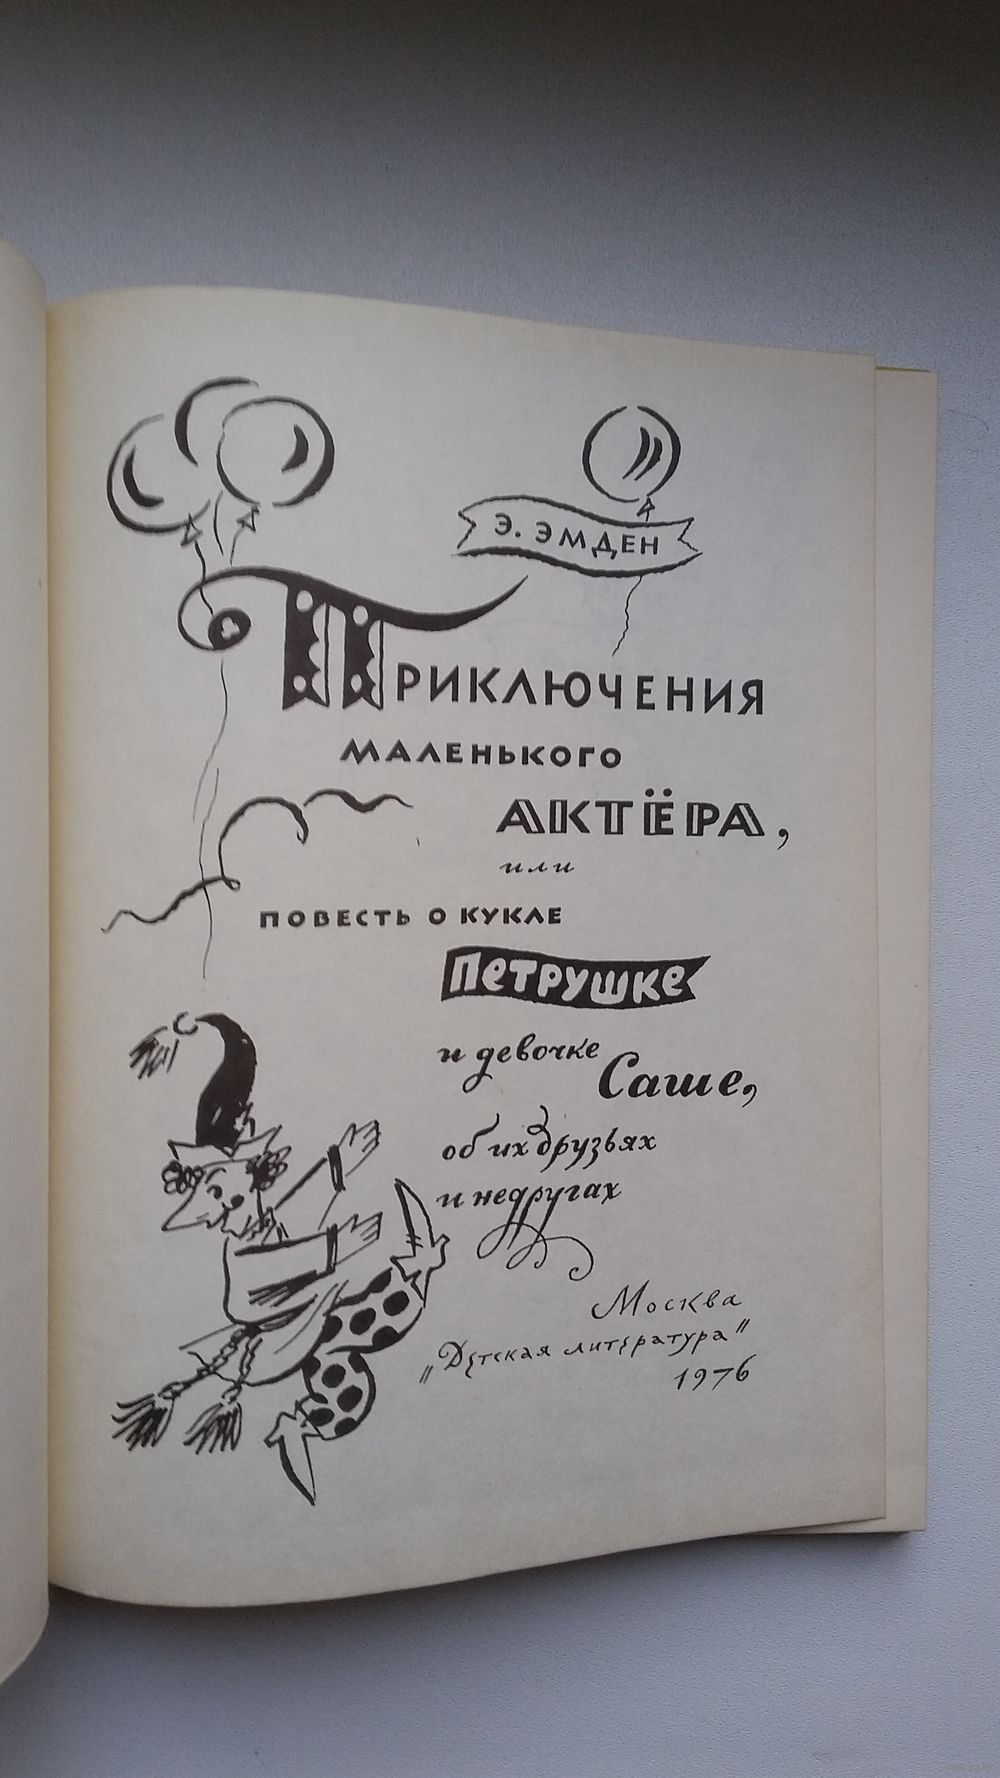 Э. ЭМДЕН
ПРИКЛЮЧЕНИЯ
МАЛЕНЬКОГО
АКТЁРА,
или
ПОВЕСТЬ О КУКЛЕ
ПЕТРУШКЕ
и девочке
Саше,
об их друзьях
и недругах
Москва
„Детская литература"
1976